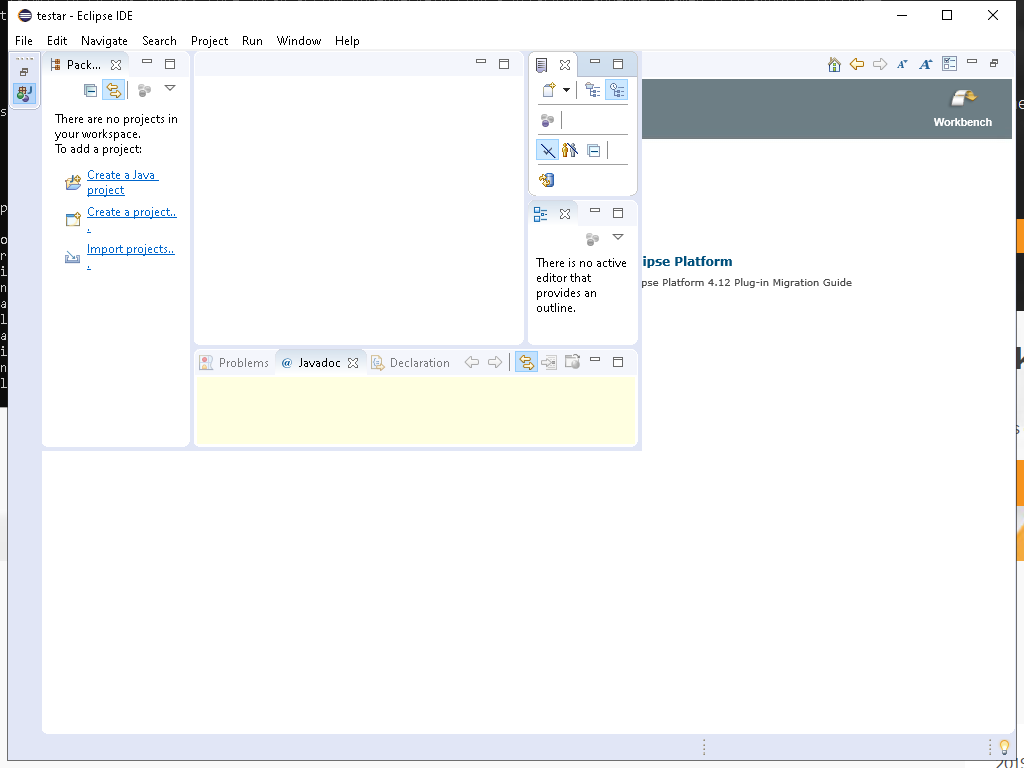 testar - Eclipse IDE
File Edit Navigate Search Project Run Window Help
Pack...
There are no projects in
your workspace.
To add a project:
Create a Java
project
Create a project..
.
Import projects..
.
Workbench
ipse Platform
pse Platform 4.12 Plug-in Migration Guide
There is no active
editor that
provides an
outline.
Problems @ Javadoc Declaration